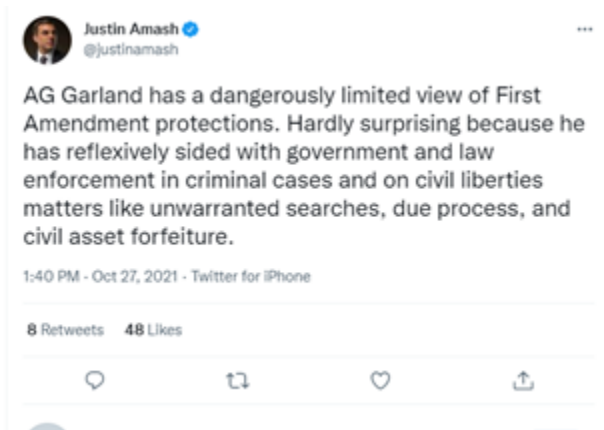 Justin Amash
@justinamash
AG Garland has a dangerously limited view of First
Amendment protections. Hardly surprising because he
has reflexively sided with government and law
enforcement in criminal cases and on civil liberties
matters like unwarranted searches, due process, and
civil asset forfeiture.
1:40 PM · Oct 27, 2021 · Twitter for iPhone
8 Retweets 48 Likes